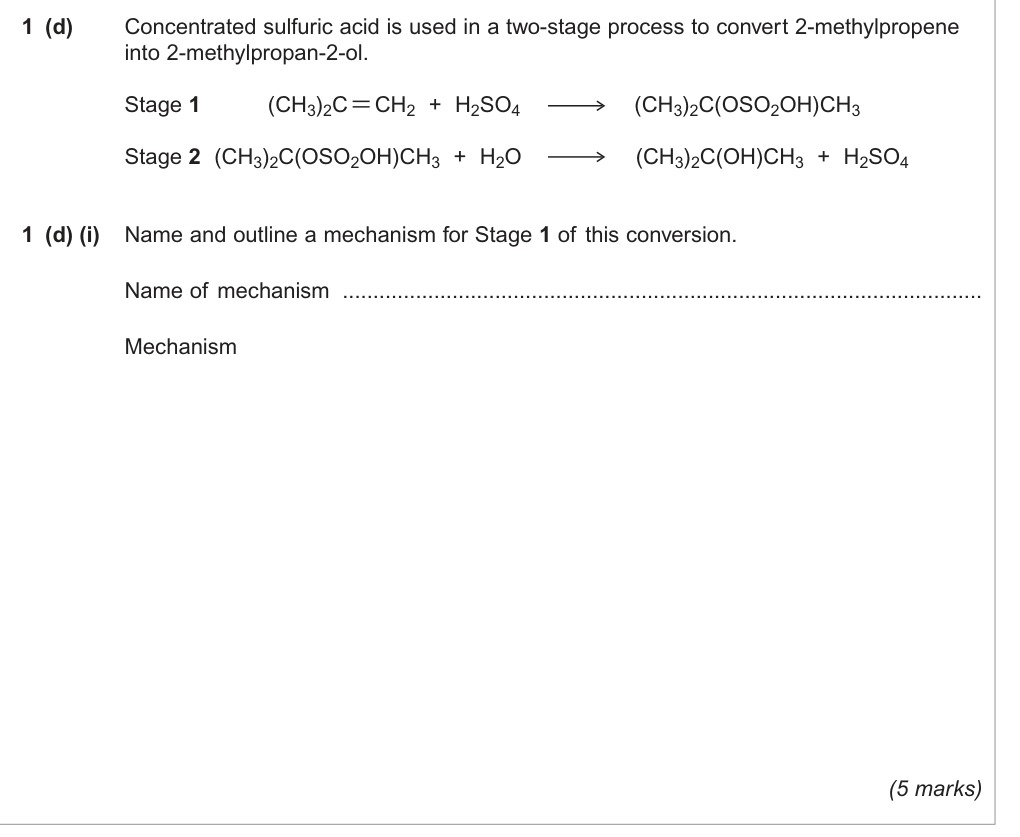 1 (d) Concentrated sulfuric acid is used in a two-stage process to convert 2-methylpropene
into 2-methylpropan-2-ol.
Stage 1 (CH₃)₂C=CH₂ + H₂SO₄ ⟶ (CH₃)₂C(OSO₂OH)CH₃
Stage 2 (CH₃)₂C(OSO₂OH)CH₃ + H₂O ⟶ (CH₃)₂C(OH)CH₃ + H₂SO₄
1 (d) (i) Name and outline a mechanism for Stage 1 of this conversion.
Name of mechanism ..........................................................................................................
Mechanism
(5 marks)